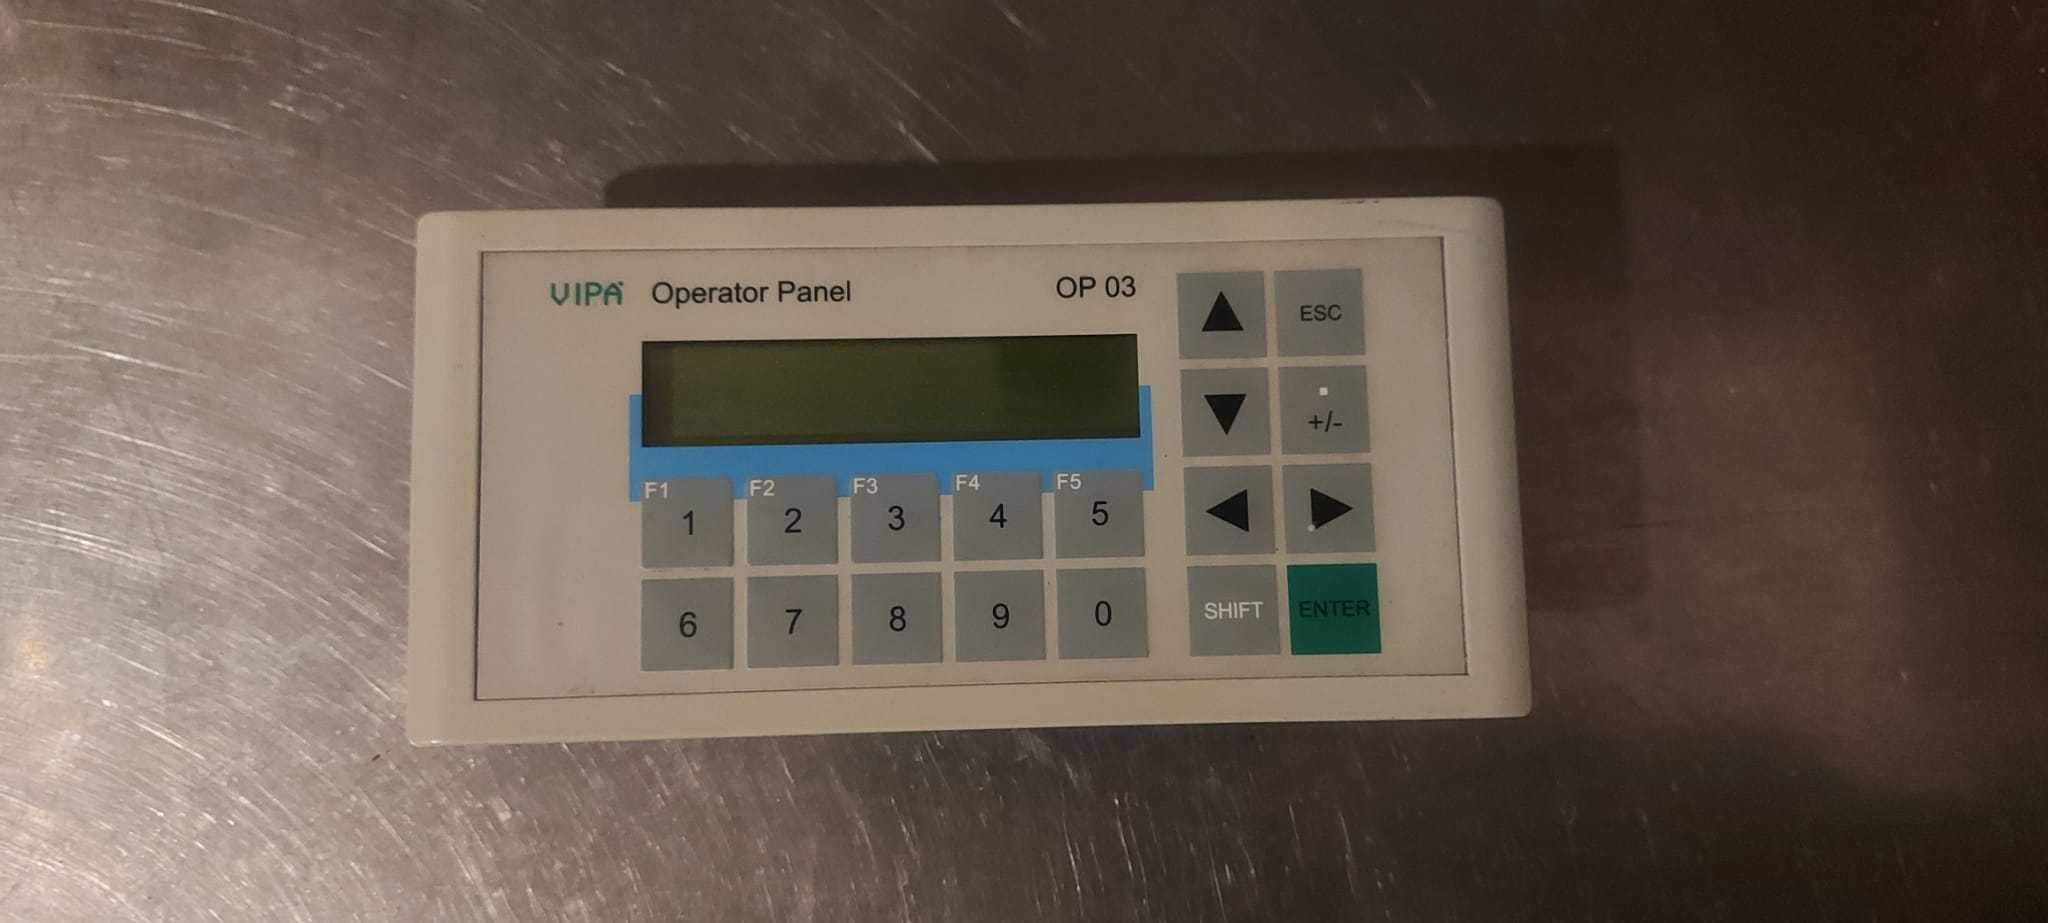 VIPA Operator Panel OP 03
ESC
+/-
F1 F2 F3 F4 F5
1 2 3 4 5
6 7 8 9 0
SHIFT ENTER